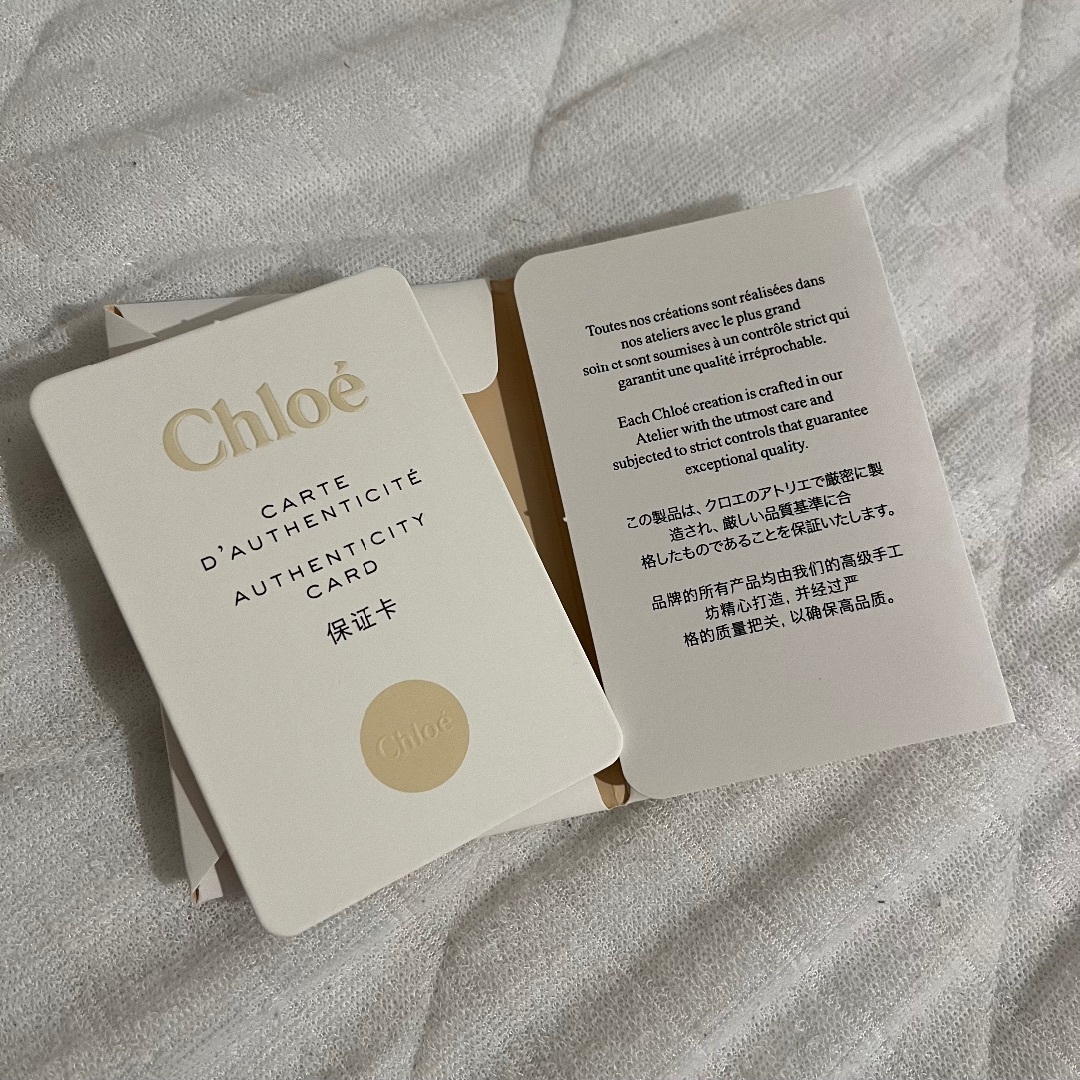 Chloé
CARTE
D'AUTHENTICITÉ
AUTHENTICITY
CARD
保证卡
Chloé
Toutes nos créations sont réalisées dans
nos ateliers avec le plus grand
soin et sont soumises à un contrôle strict qui
garantit une qualité irréprochable.
Each Chloé creation is crafted in our
Atelier with the utmost care and
subjected to strict controls that guarantee
exceptional quality.
この製品は、クロエのアトリエで厳密に製
造され、厳しい品質基準に合
格したものであることを保証いたします。
品牌的所有产品均由我们的高级手工
坊精心打造, 并经过严
格的质量把关, 以确保高品质。